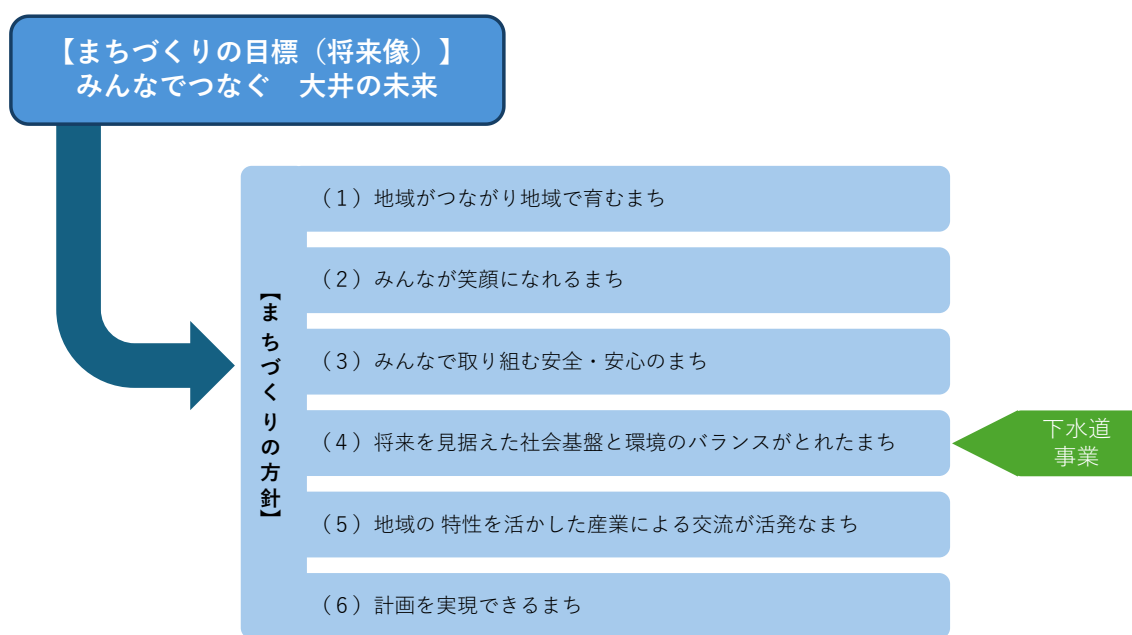 【まちづくりの目標（将来像）】
みんなでつなぐ　大井の未来
【まちづくりの方針】
（1）地域がつながり地域で育むまち
（2）みんなが笑顔になれるまち
（3）みんなで取り組む安全・安心のまち
（4）将来を見据えた社会基盤と環境のバランスがとれたまち
（5）地域の 特性を活かした産業による交流が活発なまち
（6）計画を実現できるまち
下水道
事業